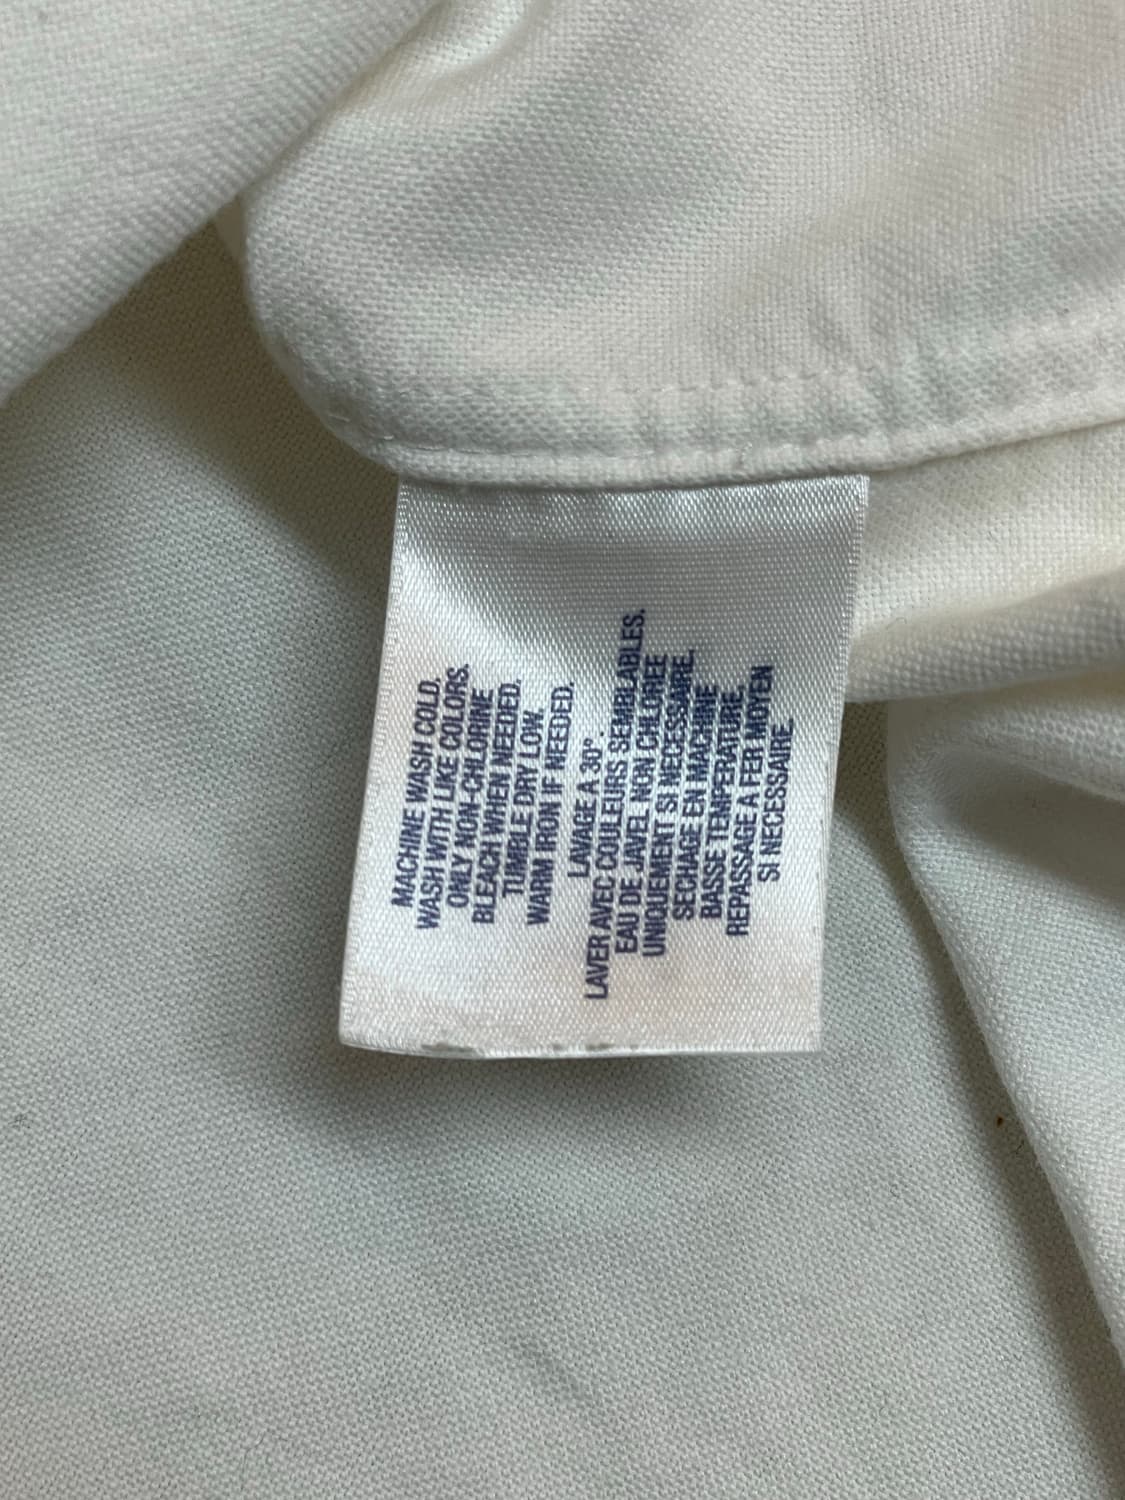 MACHINE WASH COLD.
WASH WITH LIKE COLORS.
ONLY NON-CHLORINE
BLEACH WHEN NEEDED.
TUMBLE DRY LOW.
WARM IRON IF NEEDED.
LAVAGE A 30°.
LAVER AVEC COULEURS SEMBLABLES.
EAU DE JAVEL NON CHLOREE
UNIQUEMENT SI NECESSAIRE.
SECHAGE EN MACHINE
BASSE TEMPERATURE.
REPASSAGE A FER MOYEN
SI NECESSAIRE.